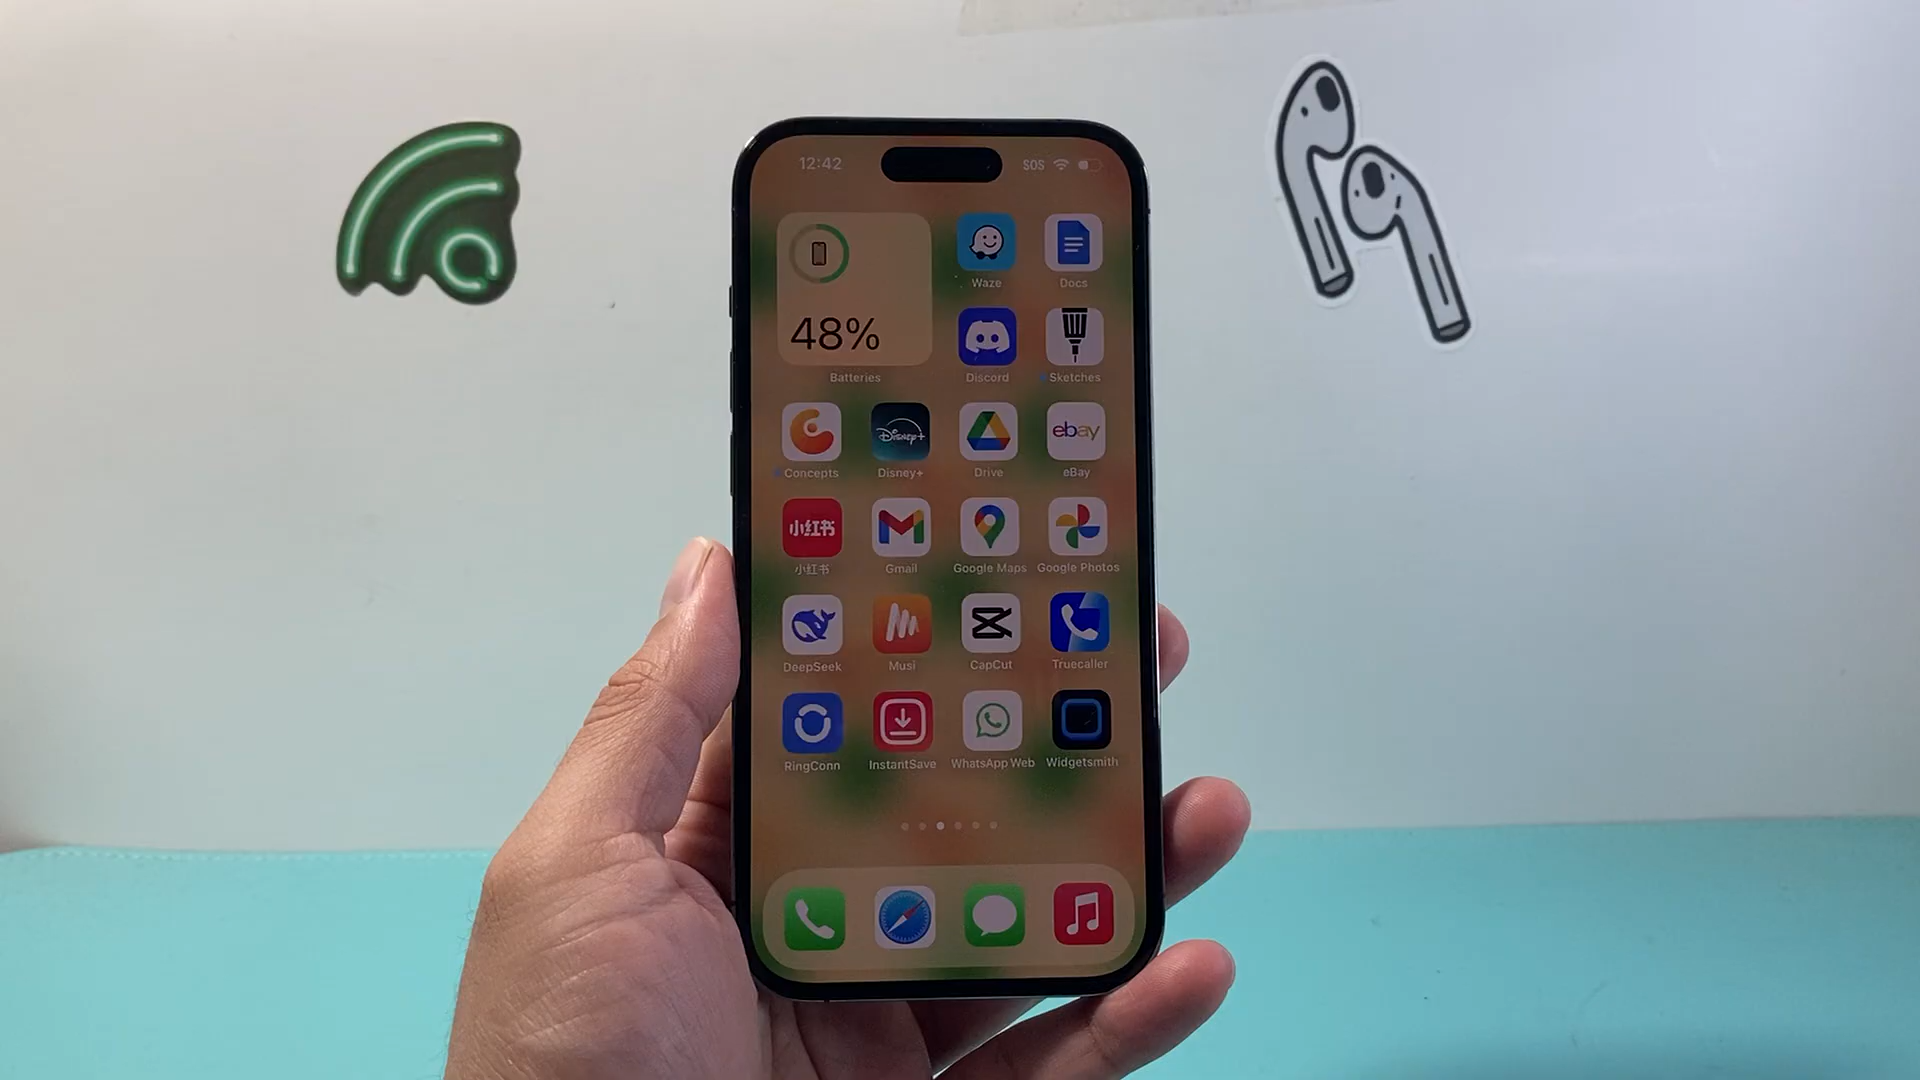 12:42 SOS
48%
Batteries
Waze Docs
Discord Sketches
Disney+ ebay
Concepts Disney+ Drive eBay
小红书
小红书 Gmail Google Maps Google Photos
DeepSeek Musi CapCut Truecaller
RingConn InstantSave WhatsApp Web Widgetsmith